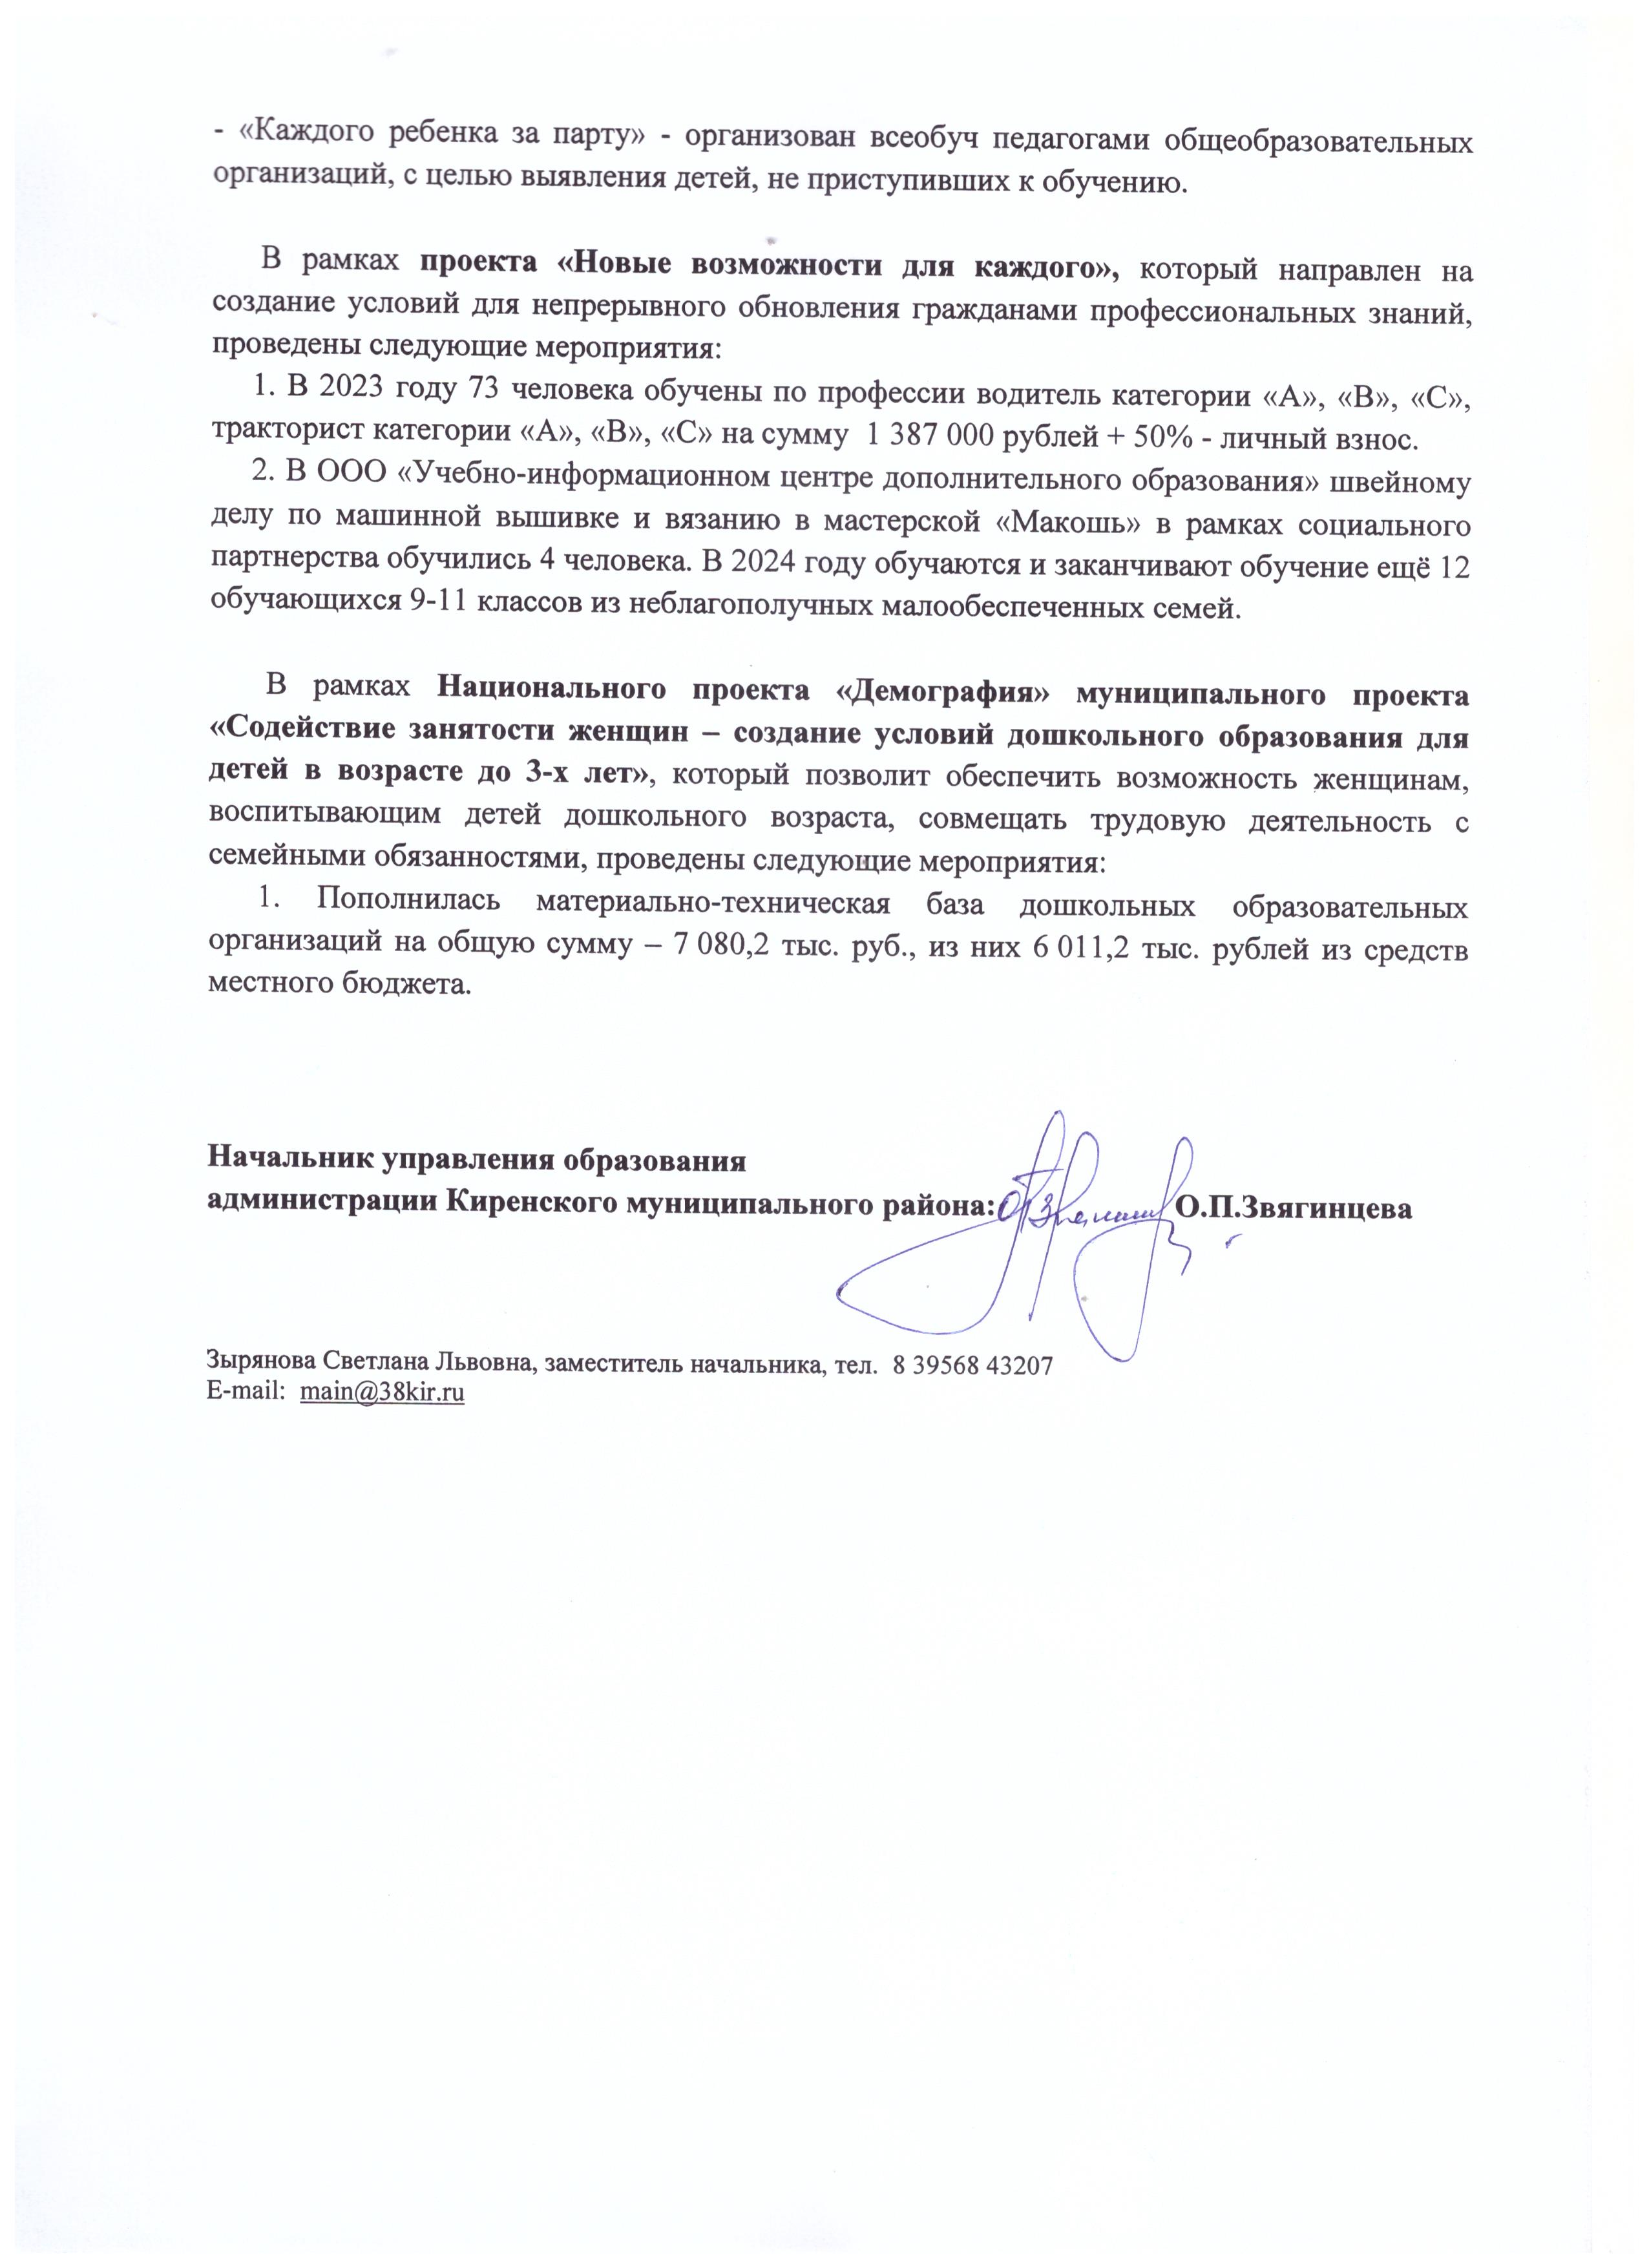 - «Каждого ребенка за парту» - организован всеобуч педагогами общеобразовательных
организаций, с целью выявления детей, не приступивших к обучению.
В рамках проекта «Новые возможности для каждого», который направлен на
создание условий для непрерывного обновления гражданами профессиональных знаний,
проведены следующие мероприятия:
1. В 2023 году 73 человека обучены по профессии водитель категории «А», «В», «С»,
тракторист категории «А», «В», «С» на сумму 1 387 000 рублей + 50% - личный взнос.
2. В ООО «Учебно-информационном центре дополнительного образования» швейному
делу по машинной вышивке и вязанию в мастерской «Макошь» в рамках социального
партнерства обучились 4 человека. В 2024 году обучаются и заканчивают обучение ещё 12
обучающихся 9-11 классов из неблагополучных малообеспеченных семей.
В рамках Национального проекта «Демография» муниципального проекта
«Содействие занятости женщин – создание условий дошкольного образования для
детей в возрасте до 3-х лет», который позволит обеспечить возможность женщинам,
воспитывающим детей дошкольного возраста, совмещать трудовую деятельность с
семейными обязанностями, проведены следующие мероприятия:
1. Пополнилась материально-техническая база дошкольных образовательных
организаций на общую сумму – 7 080,2 тыс. руб., из них 6 011,2 тыс. рублей из средств
местного бюджета.
Начальник управления образования
администрации Киренского муниципального района: О.П.Звягинцева
Зырянова Светлана Львовна, заместитель начальника, тел. 8 39568 43207
E-mail: main@38kir.ru